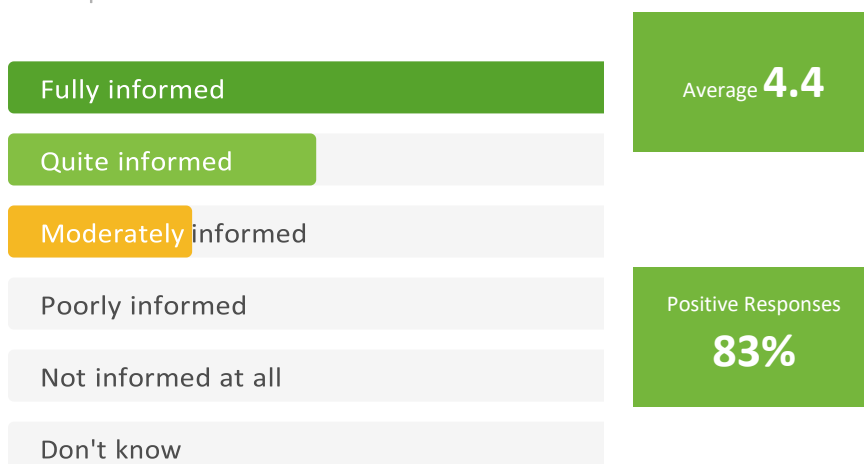 Fully informed
Quite informed
Moderately informed
Poorly informed
Not informed at all
Don't know
Average 4.4
Positive Responses
83%